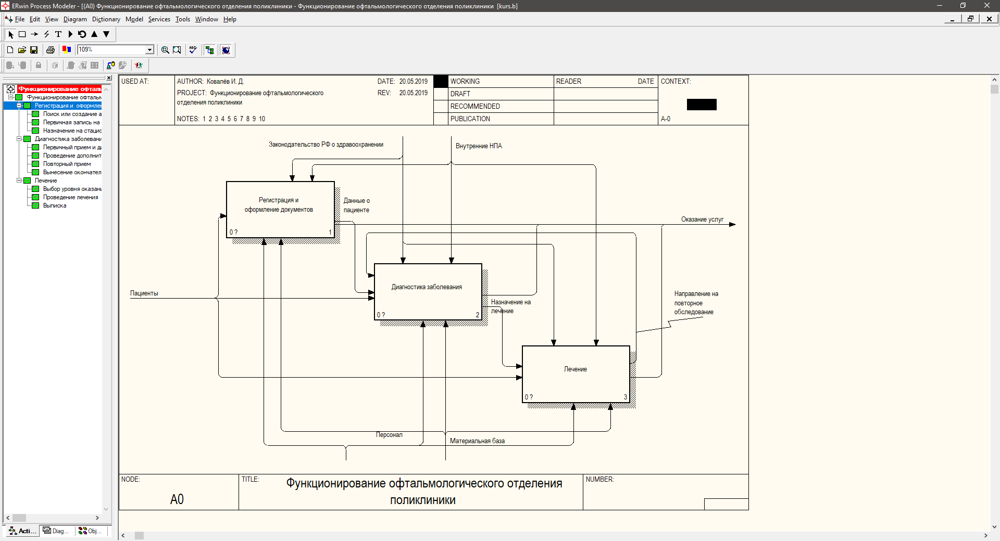 ERwin Process Modeler - [(A0) Функционирование офтальмологического отделения поликлиники - Функционирование офтальмологического отделения поликлиники [kurs.b]
File Edit View Diagram Dictionary Model Services Tools Window Help
109%
ABC
Функционирование офталь
Функционирование офтальм
Регистрация и оформле
Поиск или создание а
Первичная запись на
Назначение на стацио
Диагностика заболевани
Первичный прием и ди
Проведение дополнит
Повторный прием
Вынесение окончател
Лечение
Выбор уровня оказани
Проведение лечения
Выписка
Acti... Diag... Obj...
USED AT:
AUTHOR: Ковалёв И. Д.
DATE: 20.05.2019
PROJECT: Функционирование офтальмологического
отделения поликлиники
REV: 20.05.2019
NOTES: 1 2 3 4 5 6 7 8 9 10
WORKING
DRAFT
RECOMMENDED
PUBLICATION
READER DATE
CONTEXT:
A-0
Законодательство РФ о здравоохранении
Внутренние НПА
Регистрация и
оформление документов
0 ? 1
Данные о
пациенте
Оказание услуг
Диагностика заболевания
0 ? 2
Пациенты
Назначение на
лечение
Направление на
повторное
обследование
Лечение
0 ? 3
Персонал
Материальная база
NODE:
A0
TITLE:
Функционирование офтальмологического отделения
поликлиники
NUMBER: